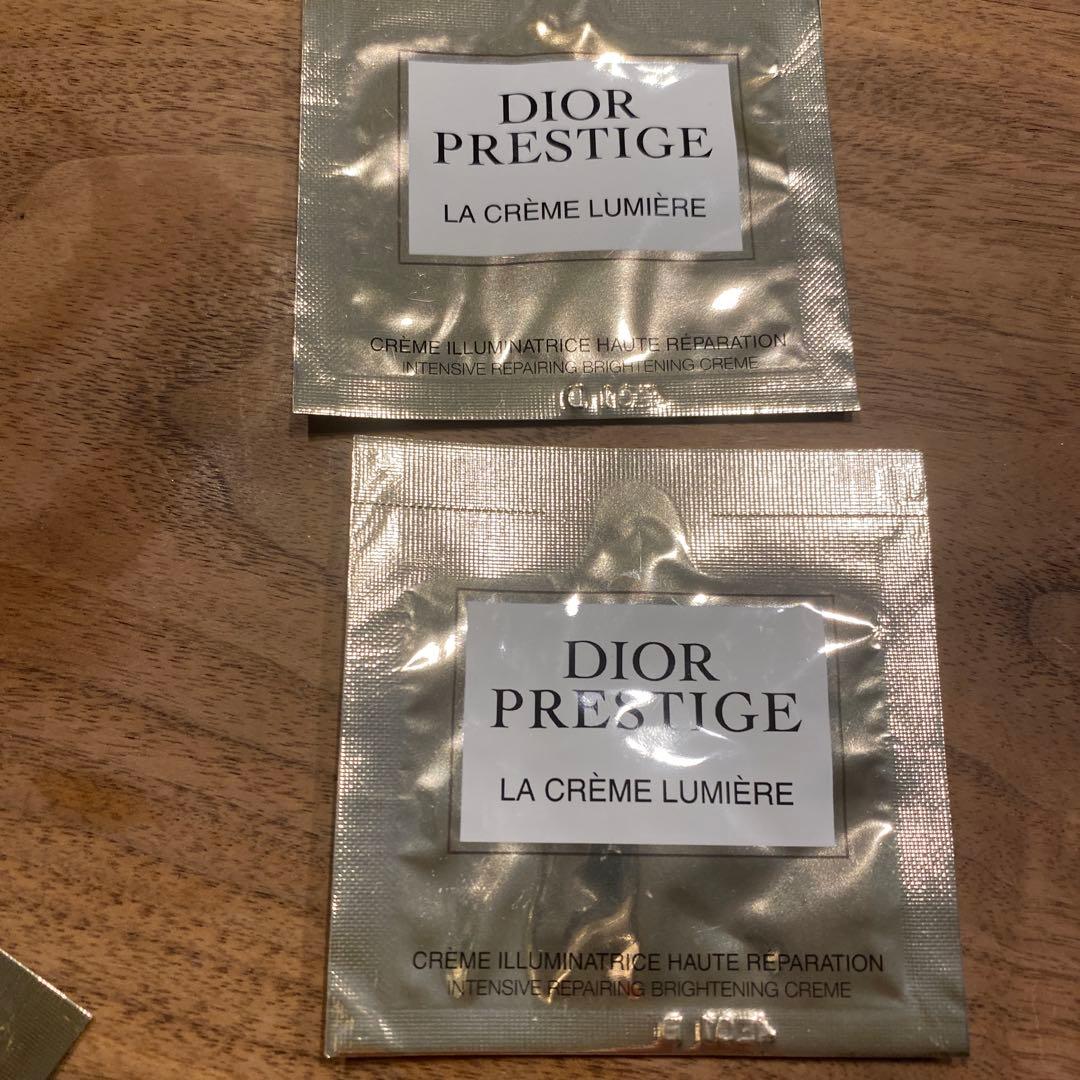 DIOR
PRESTIGE
LA CRÈME LUMIÈRE
CRÈME ILLUMINATRICE HAUTE RÉPARATION
INTENSIVE REPAIRING BRIGHTENING CREME
DIOR
PRESTIGE
LA CRÈME LUMIÈRE
CRÈME ILLUMINATRICE HAUTE RÉPARATION
INTENSIVE REPAIRING BRIGHTENING CREME